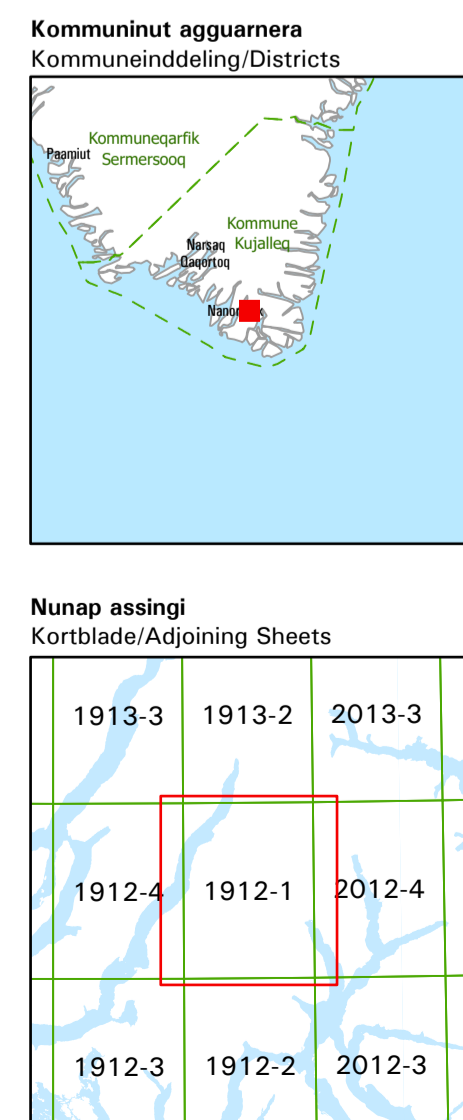 Kommuninut agguarnera
Kommuneinddeling/Districts
Paamiut
Kommuneqarfik
Sermersooq
Kommune
Kujalleq
Narsaq
Qaqortoq
Nunap assingi
Kortblade/Adjoining Sheets
1913-3 1913-2 2013-3
1912-4 1912-1 2012-4
1912-3 1912-2 2012-3